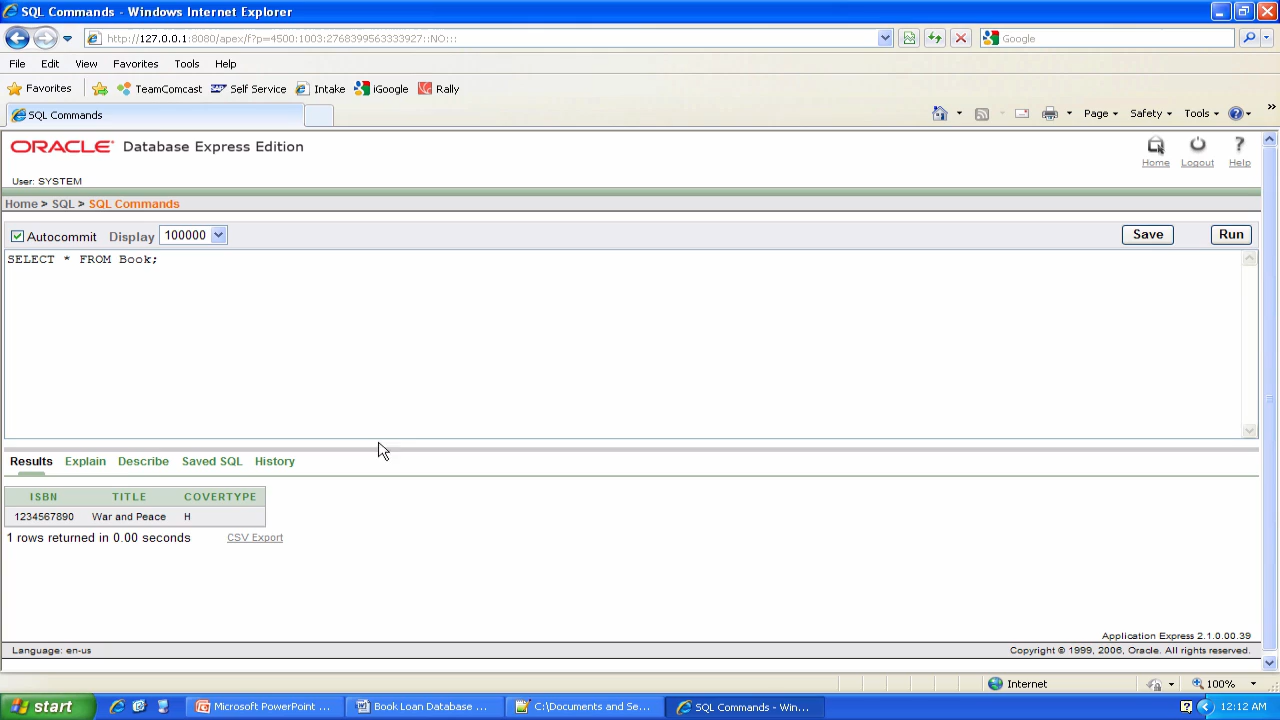 SQL Commands - Windows Internet Explorer
http://127.0.0.1:8080/apex/f?p=4500:1003:2768399563333927::NO:::
Google
File Edit View Favorites Tools Help
Favorites TeamComcast Self Service Intake iGoogle Rally
SQL Commands
Page Safety Tools
ORACLE Database Express Edition
Home Logout Help
User: SYSTEM
Home > SQL > SQL Commands
Autocommit Display 100000 Save Run
SELECT * FROM Book;
Results Explain Describe Saved SQL History
ISBN TITLE COVERTYPE
1234567890 War and Peace H
1 rows returned in 0.00 seconds CSV Export
Application Express 2.1.0.00.39
Language: en-us Copyright © 1999, 2006, Oracle. All rights reserved.
Internet 100%
start Microsoft PowerPoint ... Book Loan Database ... C:\Documents and Se... SQL Commands - Win... 12:12 AM